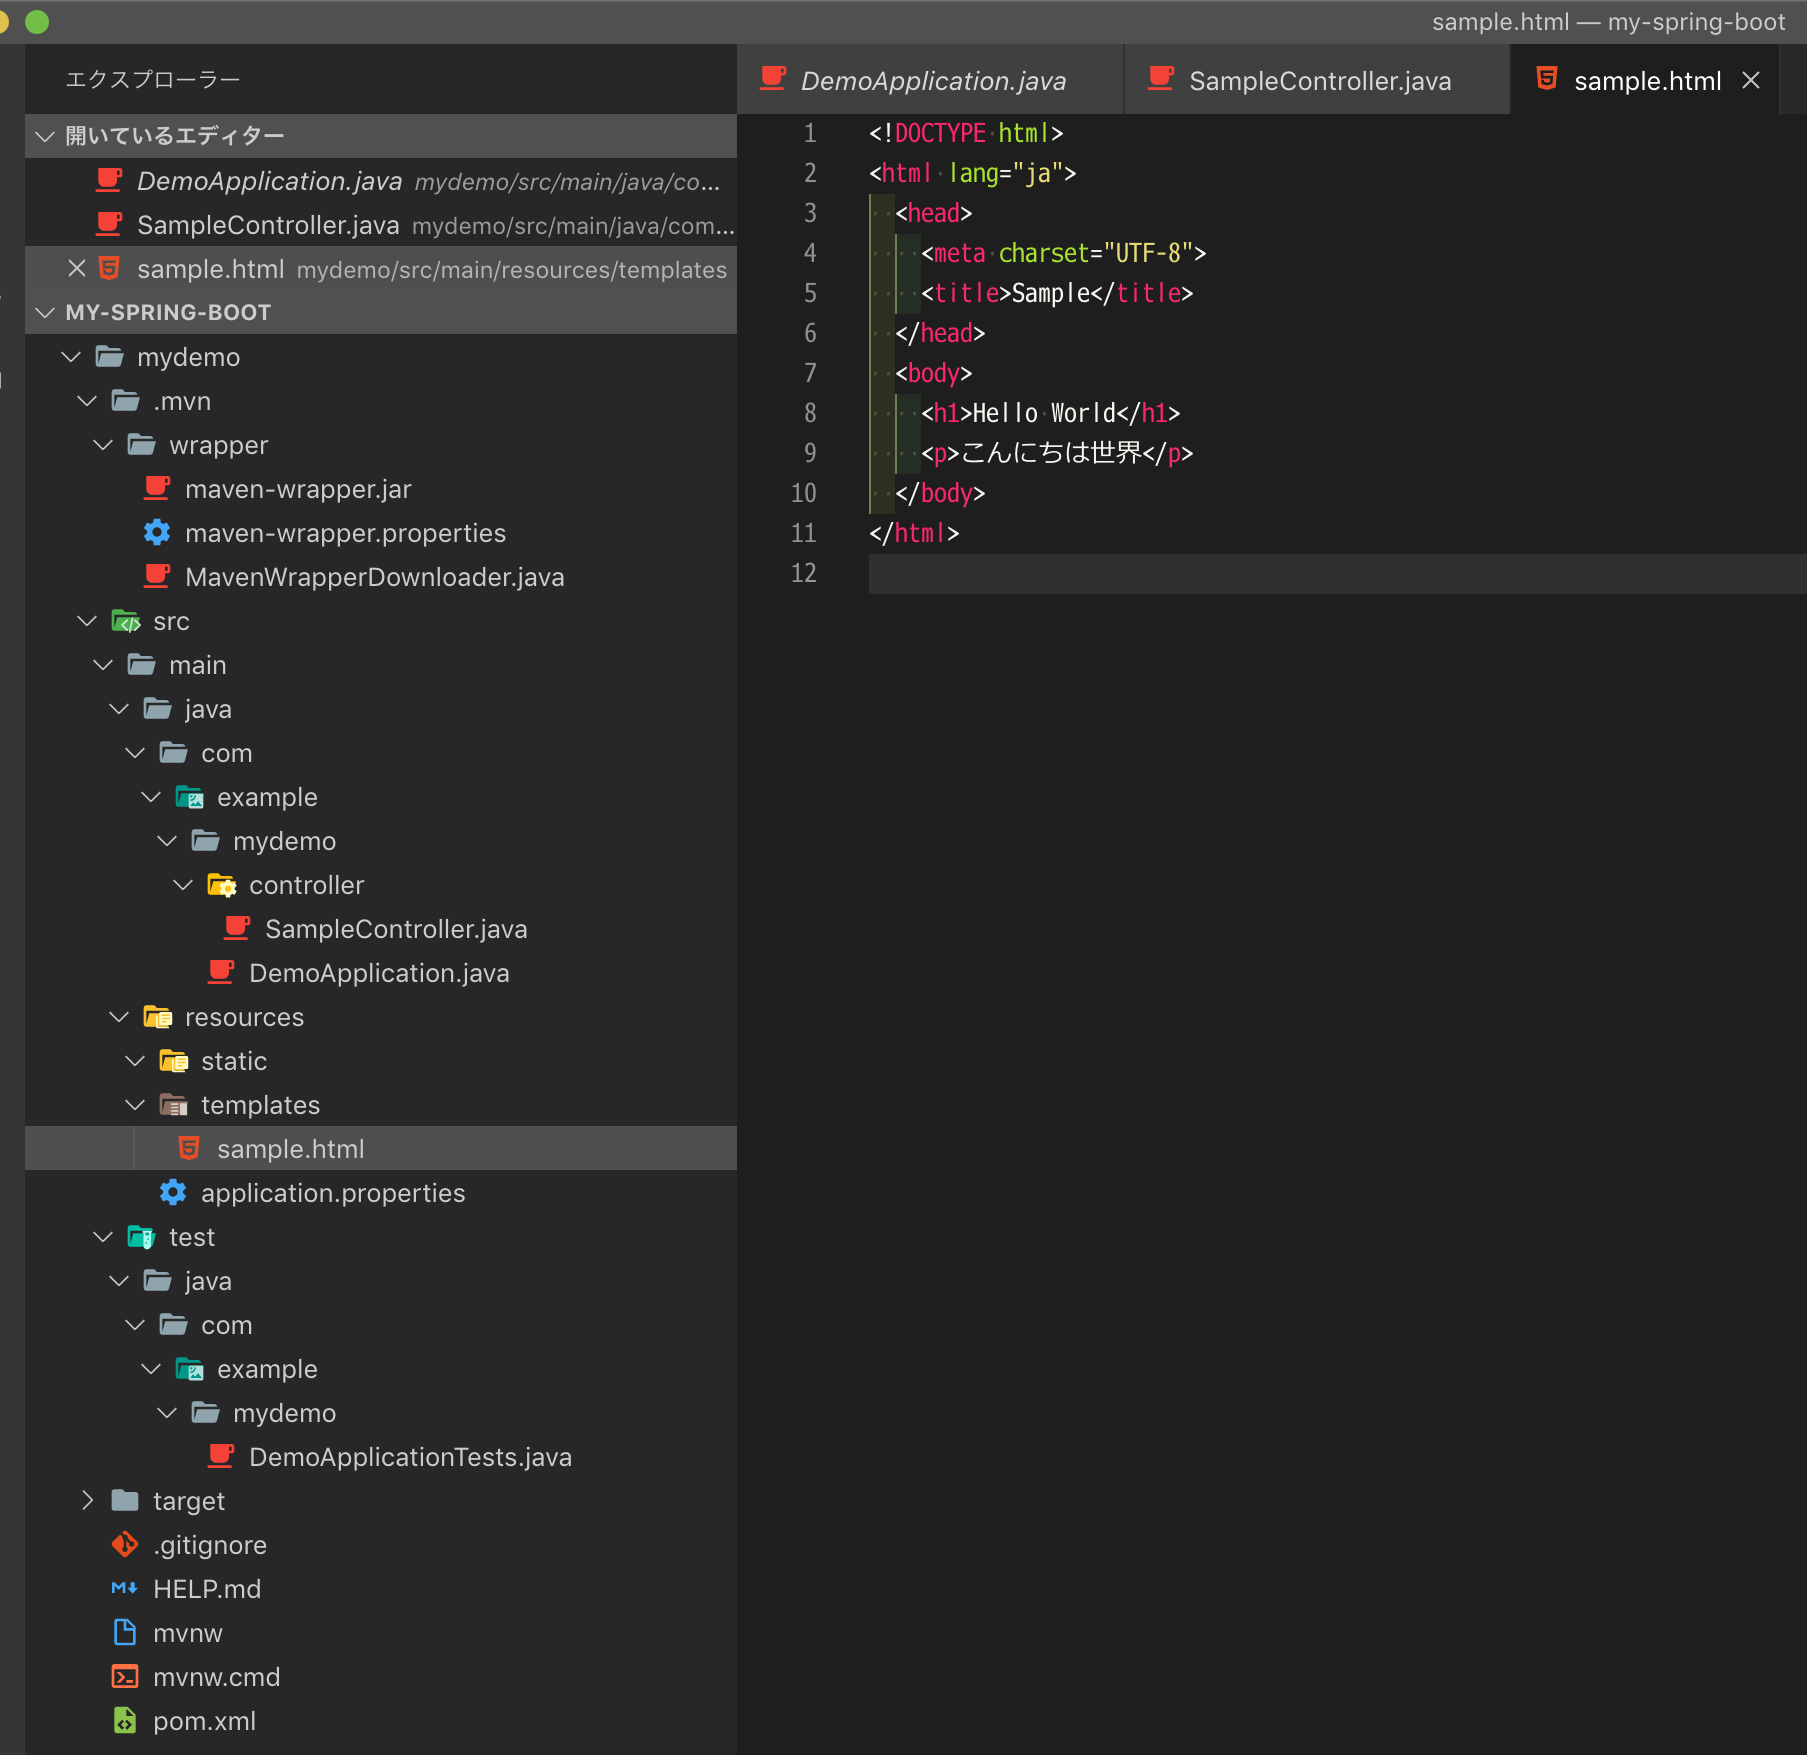 sample.html — my-spring-boot
エクスプローラー
開いているエディター
DemoApplication.java mydemo/src/main/java/co...
SampleController.java mydemo/src/main/java/com...
sample.html mydemo/src/main/resources/templates
MY-SPRING-BOOT
mydemo
.mvn
wrapper
maven-wrapper.jar
maven-wrapper.properties
MavenWrapperDownloader.java
src
main
java
com
example
mydemo
controller
SampleController.java
DemoApplication.java
resources
static
templates
sample.html
application.properties
test
java
com
example
mydemo
DemoApplicationTests.java
target
.gitignore
HELP.md
mvnw
mvnw.cmd
pom.xml
DemoApplication.java SampleController.java sample.html
1 <!DOCTYPE html>
2 <html lang="ja">
3 <head>
4 <meta charset="UTF-8">
5 <title>Sample</title>
6 </head>
7 <body>
8 <h1>Hello World</h1>
9 <p>こんにちは世界</p>
10 </body>
11 </html>
12